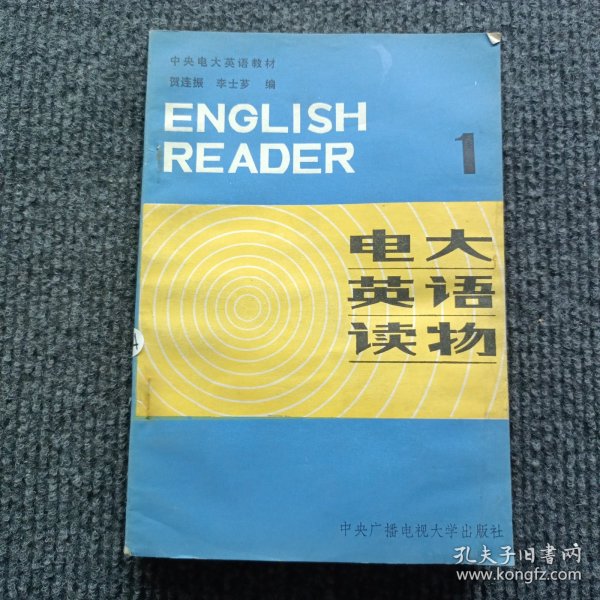 中央电大英语教材
贺连振 李士芗 编
ENGLISH
READER
1
电大
英语
读物
中央广播电视大学出版社
孔夫子旧书网
www.kongfz.com